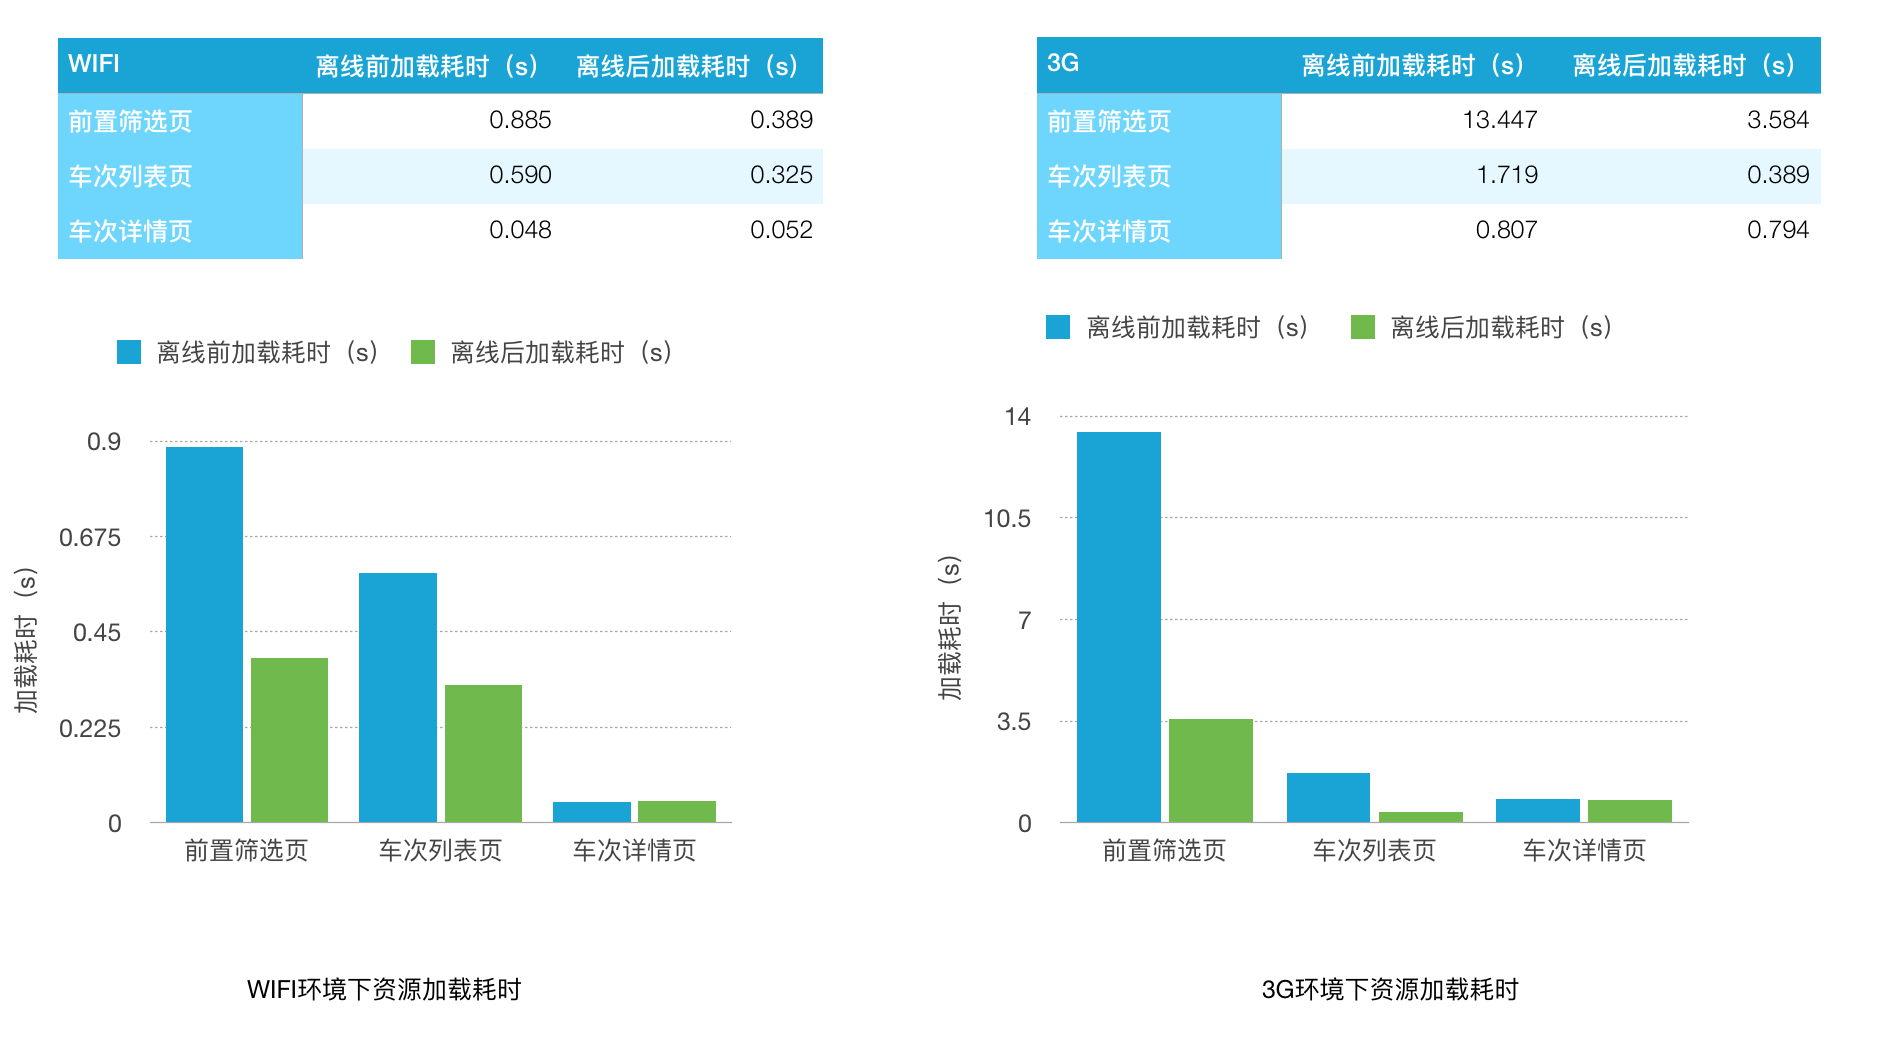 WIFI 离线前加载耗时（s） 离线后加载耗时（s）
前置筛选页 0.885 0.389
车次列表页 0.590 0.325
车次详情页 0.048 0.052
离线前加载耗时（s） 离线后加载耗时（s）
加载耗时（s）
0.9
0.675
0.45
0.225
0
前置筛选页 车次列表页 车次详情页
WIFI环境下资源加载耗时
3G 离线前加载耗时（s） 离线后加载耗时（s）
前置筛选页 13.447 3.584
车次列表页 1.719 0.389
车次详情页 0.807 0.794
离线前加载耗时（s） 离线后加载耗时（s）
加载耗时（s）
14
10.5
7
3.5
0
前置筛选页 车次列表页 车次详情页
3G环境下资源加载耗时